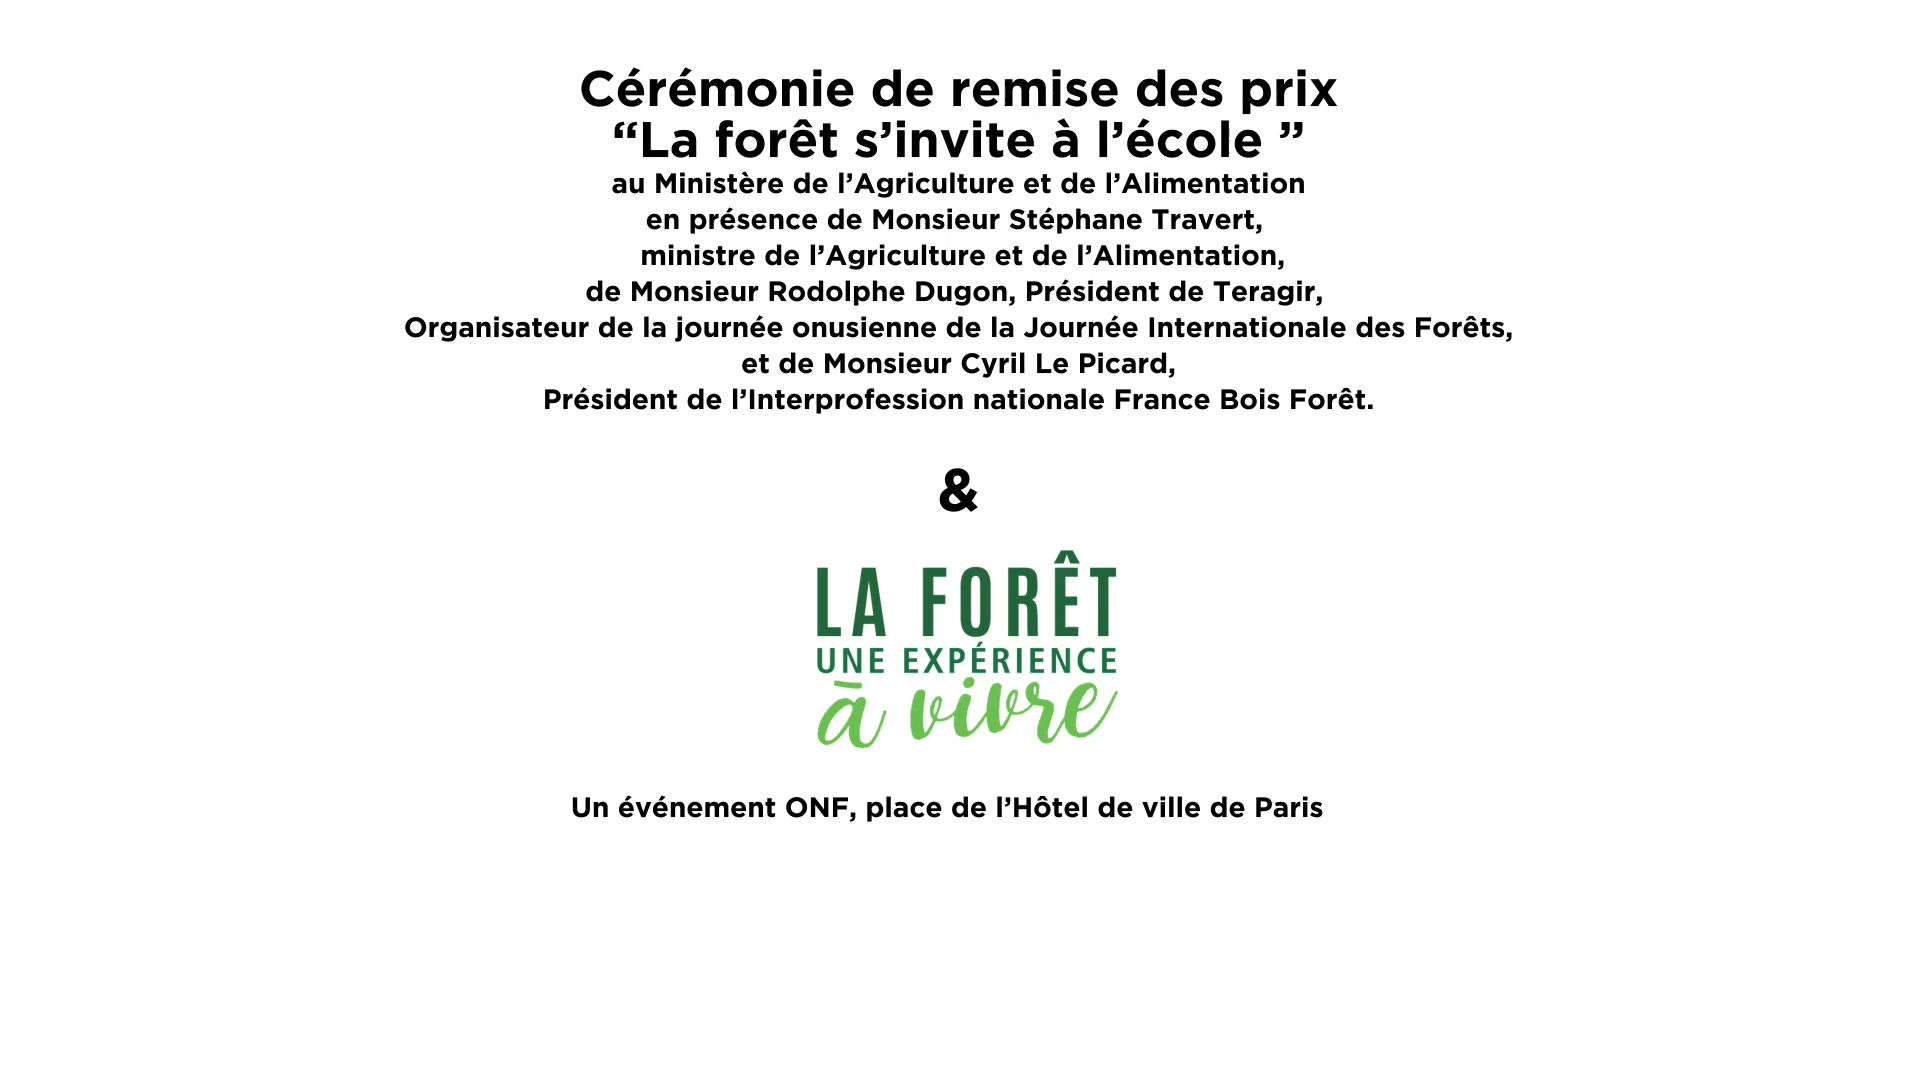 Cérémonie de remise des prix
“La forêt s’invite à l’école ”
au Ministère de l’Agriculture et de l’Alimentation
en présence de Monsieur Stéphane Travert,
ministre de l’Agriculture et de l’Alimentation,
de Monsieur Rodolphe Dugon, Président de Teragir,
Organisateur de la journée onusienne de la Journée Internationale des Forêts,
et de Monsieur Cyril Le Picard,
Président de l’Interprofession nationale France Bois Forêt.
&
LA FORÊT
UNE EXPÉRIENCE
à vivre
Un événement ONF, place de l’Hôtel de ville de Paris